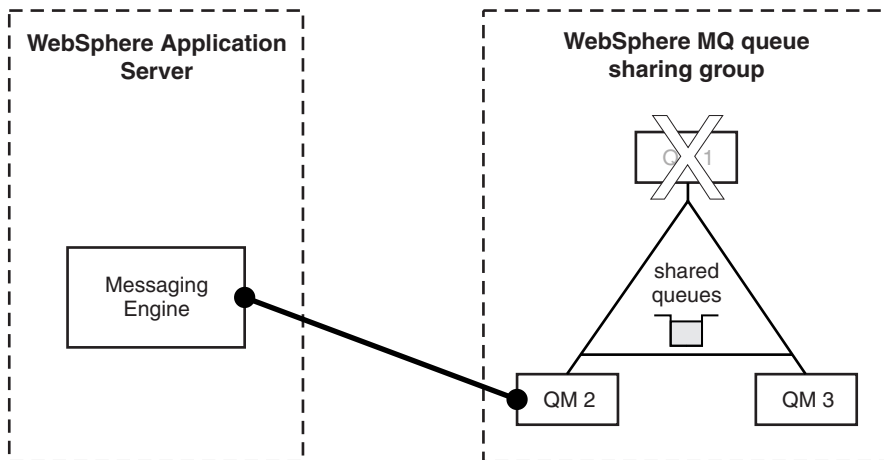 WebSphere Application
Server
WebSphere MQ queue
sharing group
Messaging
Engine
shared
queues
QM 2
QM 3